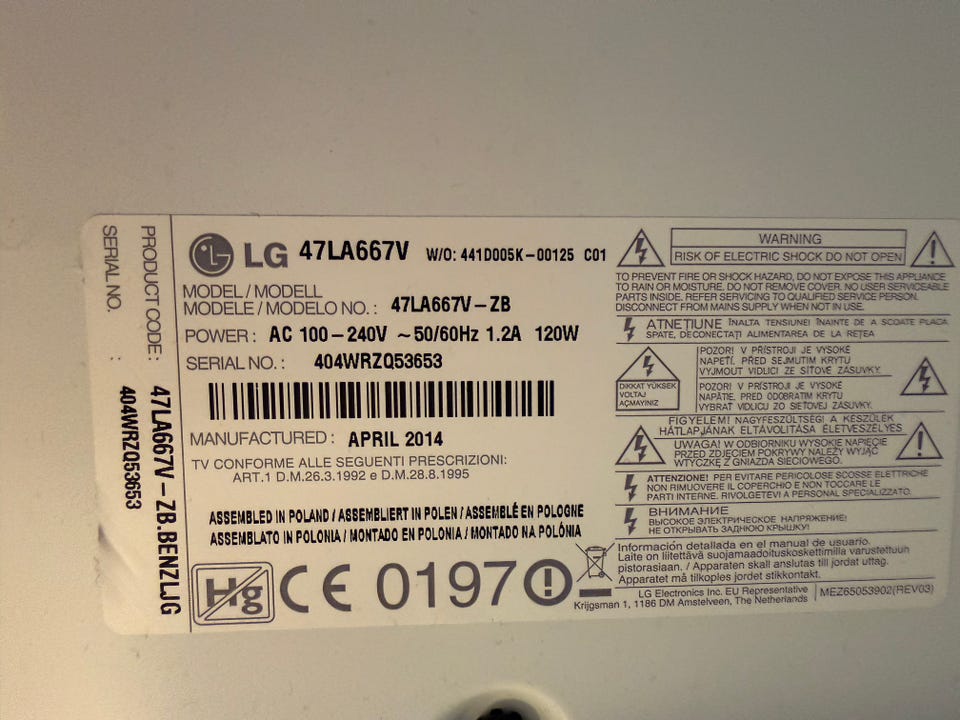 PRODUCT CODE: 47LA667V-ZB.BENZLJG
SERIAL NO. : 404WRZQ53653
LG 47LA667V W/O: 441D005K-00125 C01
MODEL / MODELL
MODELE / MODELO NO. : 47LA667V-ZB
POWER : AC 100-240V ~50/60Hz 1.2A 120W
SERIAL NO. : 404WRZQ53653
MANUFACTURED : APRIL 2014
TV CONFORME ALLE SEGUENTI PRESCRIZIONI:
ART.1 D.M.26.3.1992 e D.M.28.8.1995
ASSEMBLED IN POLAND / ASSEMBLIERT IN POLEN / ASSEMBLÉ EN POLOGNE
ASSEMBLATO IN POLONIA / MONTADO EN POLONIA / MONTADO NA POLÓNIA
Hg CE 0197
WARNING
RISK OF ELECTRIC SHOCK DO NOT OPEN
TO PREVENT FIRE OR SHOCK HAZARD, DO NOT EXPOSE THIS APPLIANCE
TO RAIN OR MOISTURE. DO NOT REMOVE COVER. NO USER SERVICEABLE
PARTS INSIDE. REFER SERVICING TO QUALIFIED SERVICE PERSON.
DISCONNECT FROM MAINS SUPPLY WHEN NOT IN USE.
ATNEŢIUNE ÎNALTA TENSIUNE! ÎNAINTE DE A SCOATE PLACA
SPATE, DECONECTATI ALIMENTAREA DE LA REŢEA
DIKKAT YÜKSEK
VOLTAJ
AÇMAYINIZ
POZOR! V PŘÍSTROJI JE VYSOKÉ
NAPĚTÍ. PŘED SEJMUTIM KRYTU
VYJMOUT VIDLICI ZE SÍTOVÉ ZÁSUVKY.
POZOR! V PRISTROJI JE VYSOKÉ
NAPÄTIE, PRED ODOBRATIM KRYTU
VYBRAT VIDLICU ZO SIETOVEJ ZÁSUVKY.
FIGYELEM! NAGYFESZÜLTSÉG! A KÉSZÜLÉK
HÁTLAPJÁNAK ELTÁVOLÍTÁSA ÉLETVESZÉLYES
UWAGA! W ODBIORNIKU WYSOKIE NAPIĘCIE
PRZED ZDJĘCIEM POKRYWY NALEŻY WYJĄĆ
WTYCZKĘ Z GNIAZDA SIECIOWEGO.
ATTENZIONE! PER EVITARE PERICOLOSE SCOSSE ELETTRICHE
NON RIMUOVERE IL COPERCHIO E NON TOCCARE LE
PARTI INTERNE. RIVOLGETEVI A PERSONALE SPECIALIZZATO.
ВНИМАНИЕ
ВЫСОКОЕ ЭЛЕКТРИЧЕСКОЕ НАПРЯЖЕНИЕ!
НЕ ОТКРЫВАТЬ ЗАДНЮЮ КРЫШКУ!
Información detallada en el manual de usuario.
Laite on liitettävä suojamaadoituskoskettimilla varustettuun
pistorasiaan. / Apparaten skall anslutas till jordat uttag.
Apparatet må tilkoples jordet stikkontakt.
LG Electronics Inc. EU Representative
Krijgsman 1, 1186 DM Amstelveen, The Netherlands
MEZ65053902(REV03)